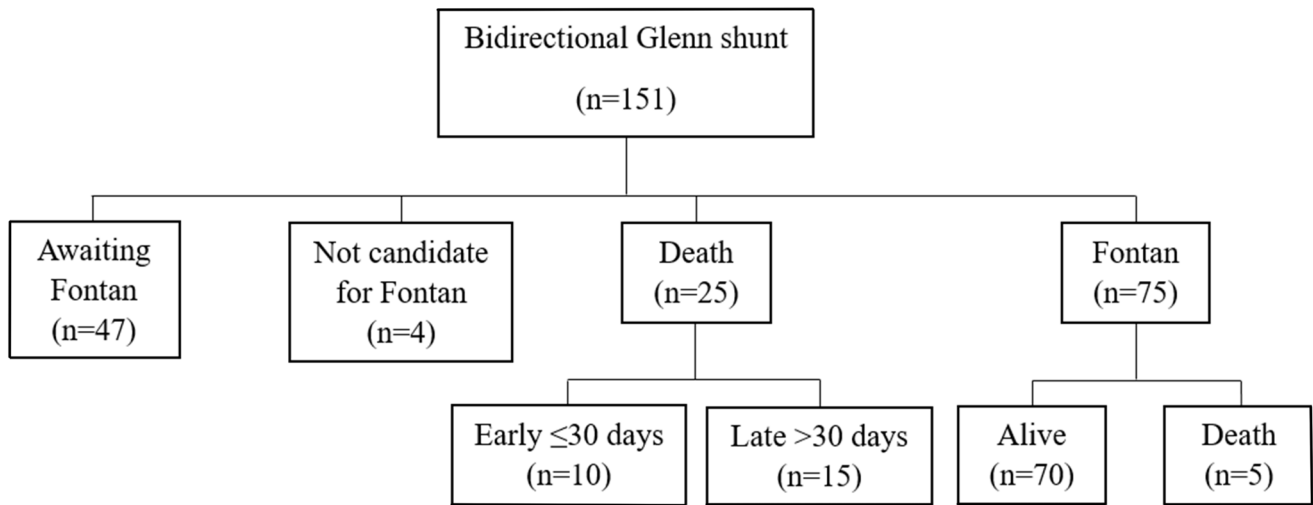 Bidirectional Glenn shunt
(n=151)
Awaiting
Fontan
(n=47)
Not candidate
for Fontan
(n=4)
Death
(n=25)
Fontan
(n=75)
Early ≤30 days
(n=10)
Late >30 days
(n=15)
Alive
(n=70)
Death
(n=5)